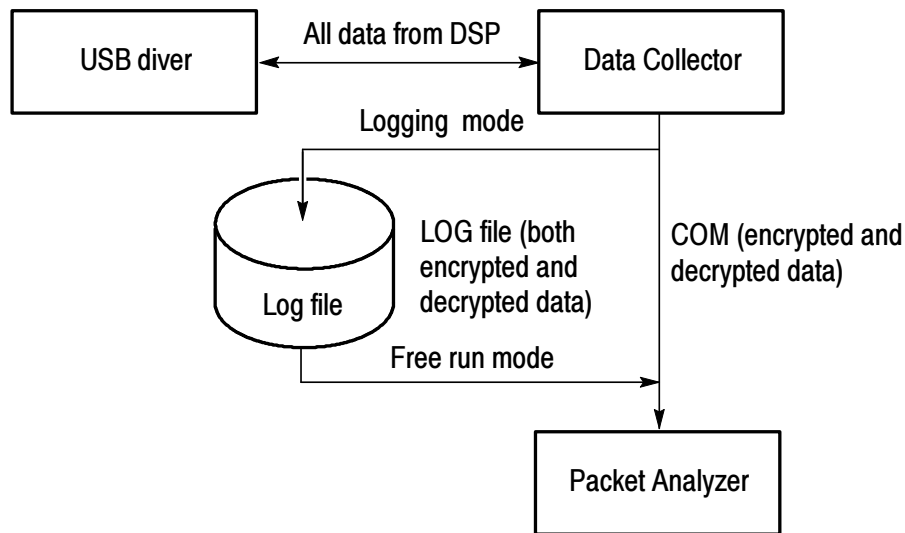 All data from DSP
USB diver
Data Collector
Logging mode
LOG file (both
encrypted and
decrypted data)
COM (encrypted and
decrypted data)
Log file
Free run mode
Packet Analyzer